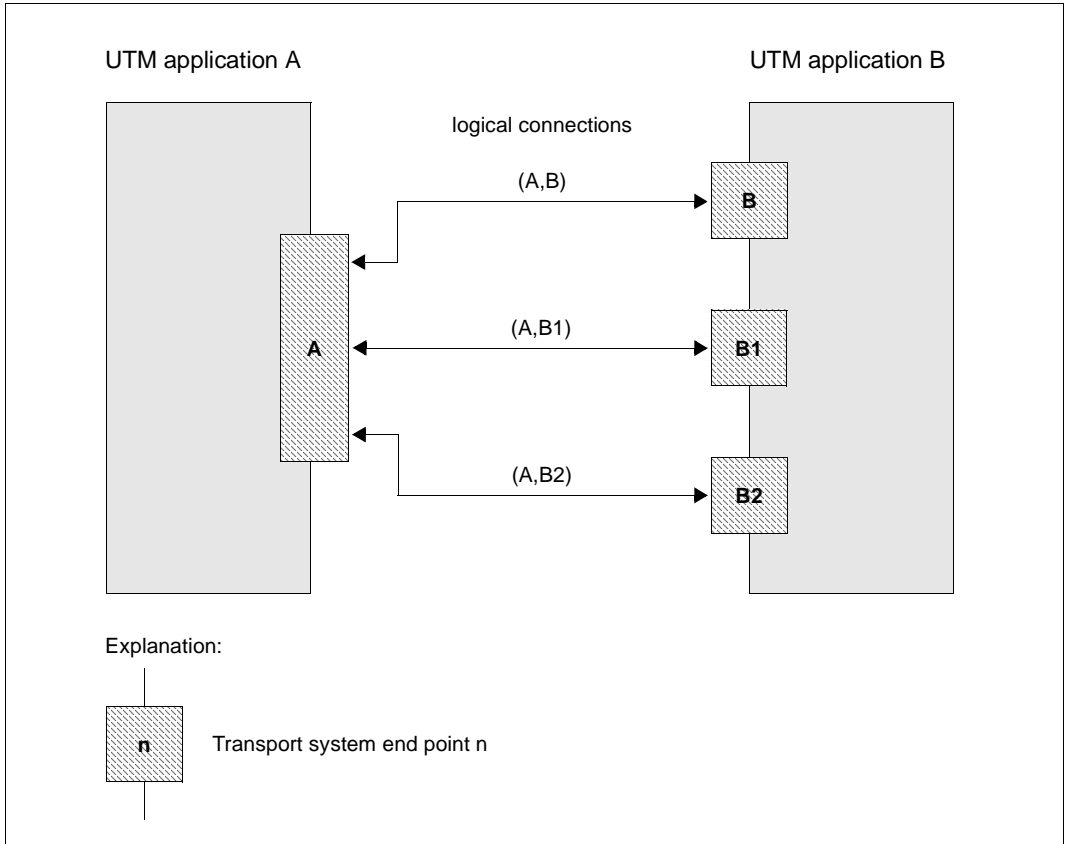 UTM application A
UTM application B
logical connections
(A,B)
B
(A,B1)
A
B1
(A,B2)
B2
Explanation:
n
Transport system end point n